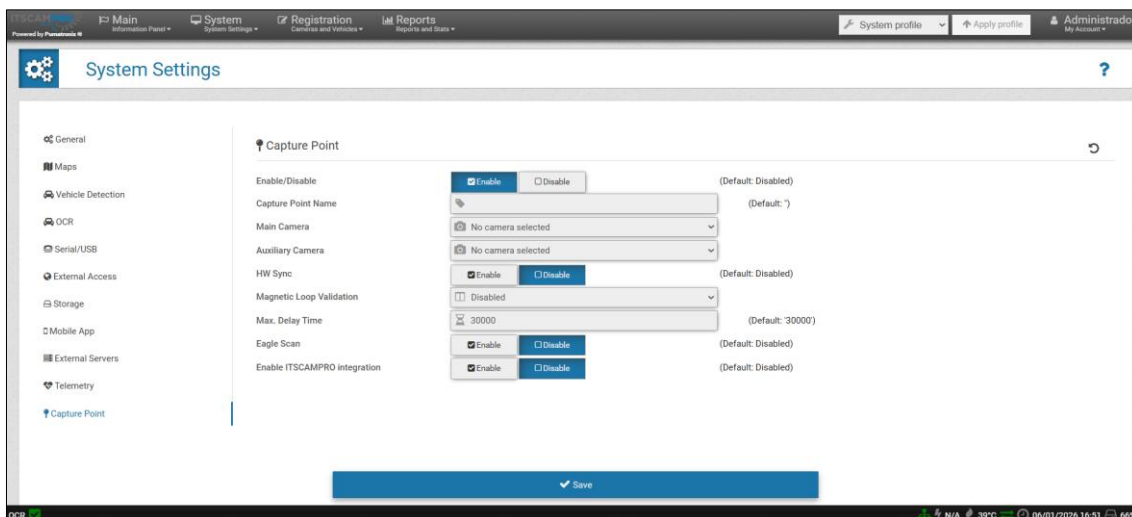 ITSCAMPRO Main System Registration Reports System profile Apply profile Administrado
Powered by Pumatronix Information Panel System Settings Cameras and Vehicles Reports and Stats My Account
System Settings ?
General
Capture Point
Maps
Enable/Disable Enable Disable (Default: Disabled)
Vehicle Detection
Capture Point Name (Default: '')
OCR
Main Camera No camera selected
Serial/USB
Auxiliary Camera No camera selected
External Access
HW Sync Enable Disable (Default: Disabled)
Storage
Magnetic Loop Validation Disabled
Mobile App
Max. Delay Time 30000 (Default: '30000')
External Servers
Eagle Scan Enable Disable (Default: Disabled)
Telemetry
Enable ITSCAMPRO integration Enable Disable (Default: Disabled)
Capture Point
Save
OCR N/A 39°C 06/01/2026 16:51